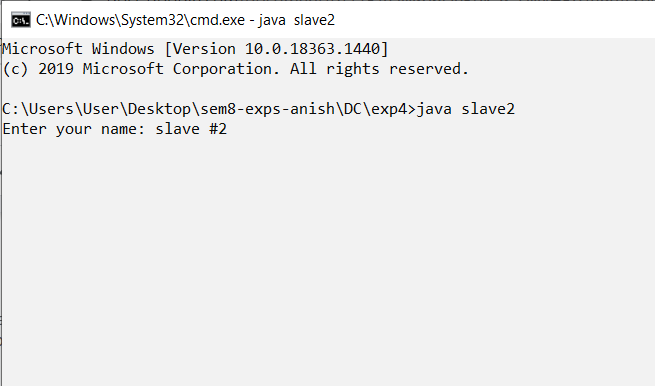 C:\Windows\System32\cmd.exe - java slave2
Microsoft Windows [Version 10.0.18363.1440]
(c) 2019 Microsoft Corporation. All rights reserved.
C:\Users\User\Desktop\sem8-exps-anish\DC\exp4>java slave2
Enter your name: slave #2